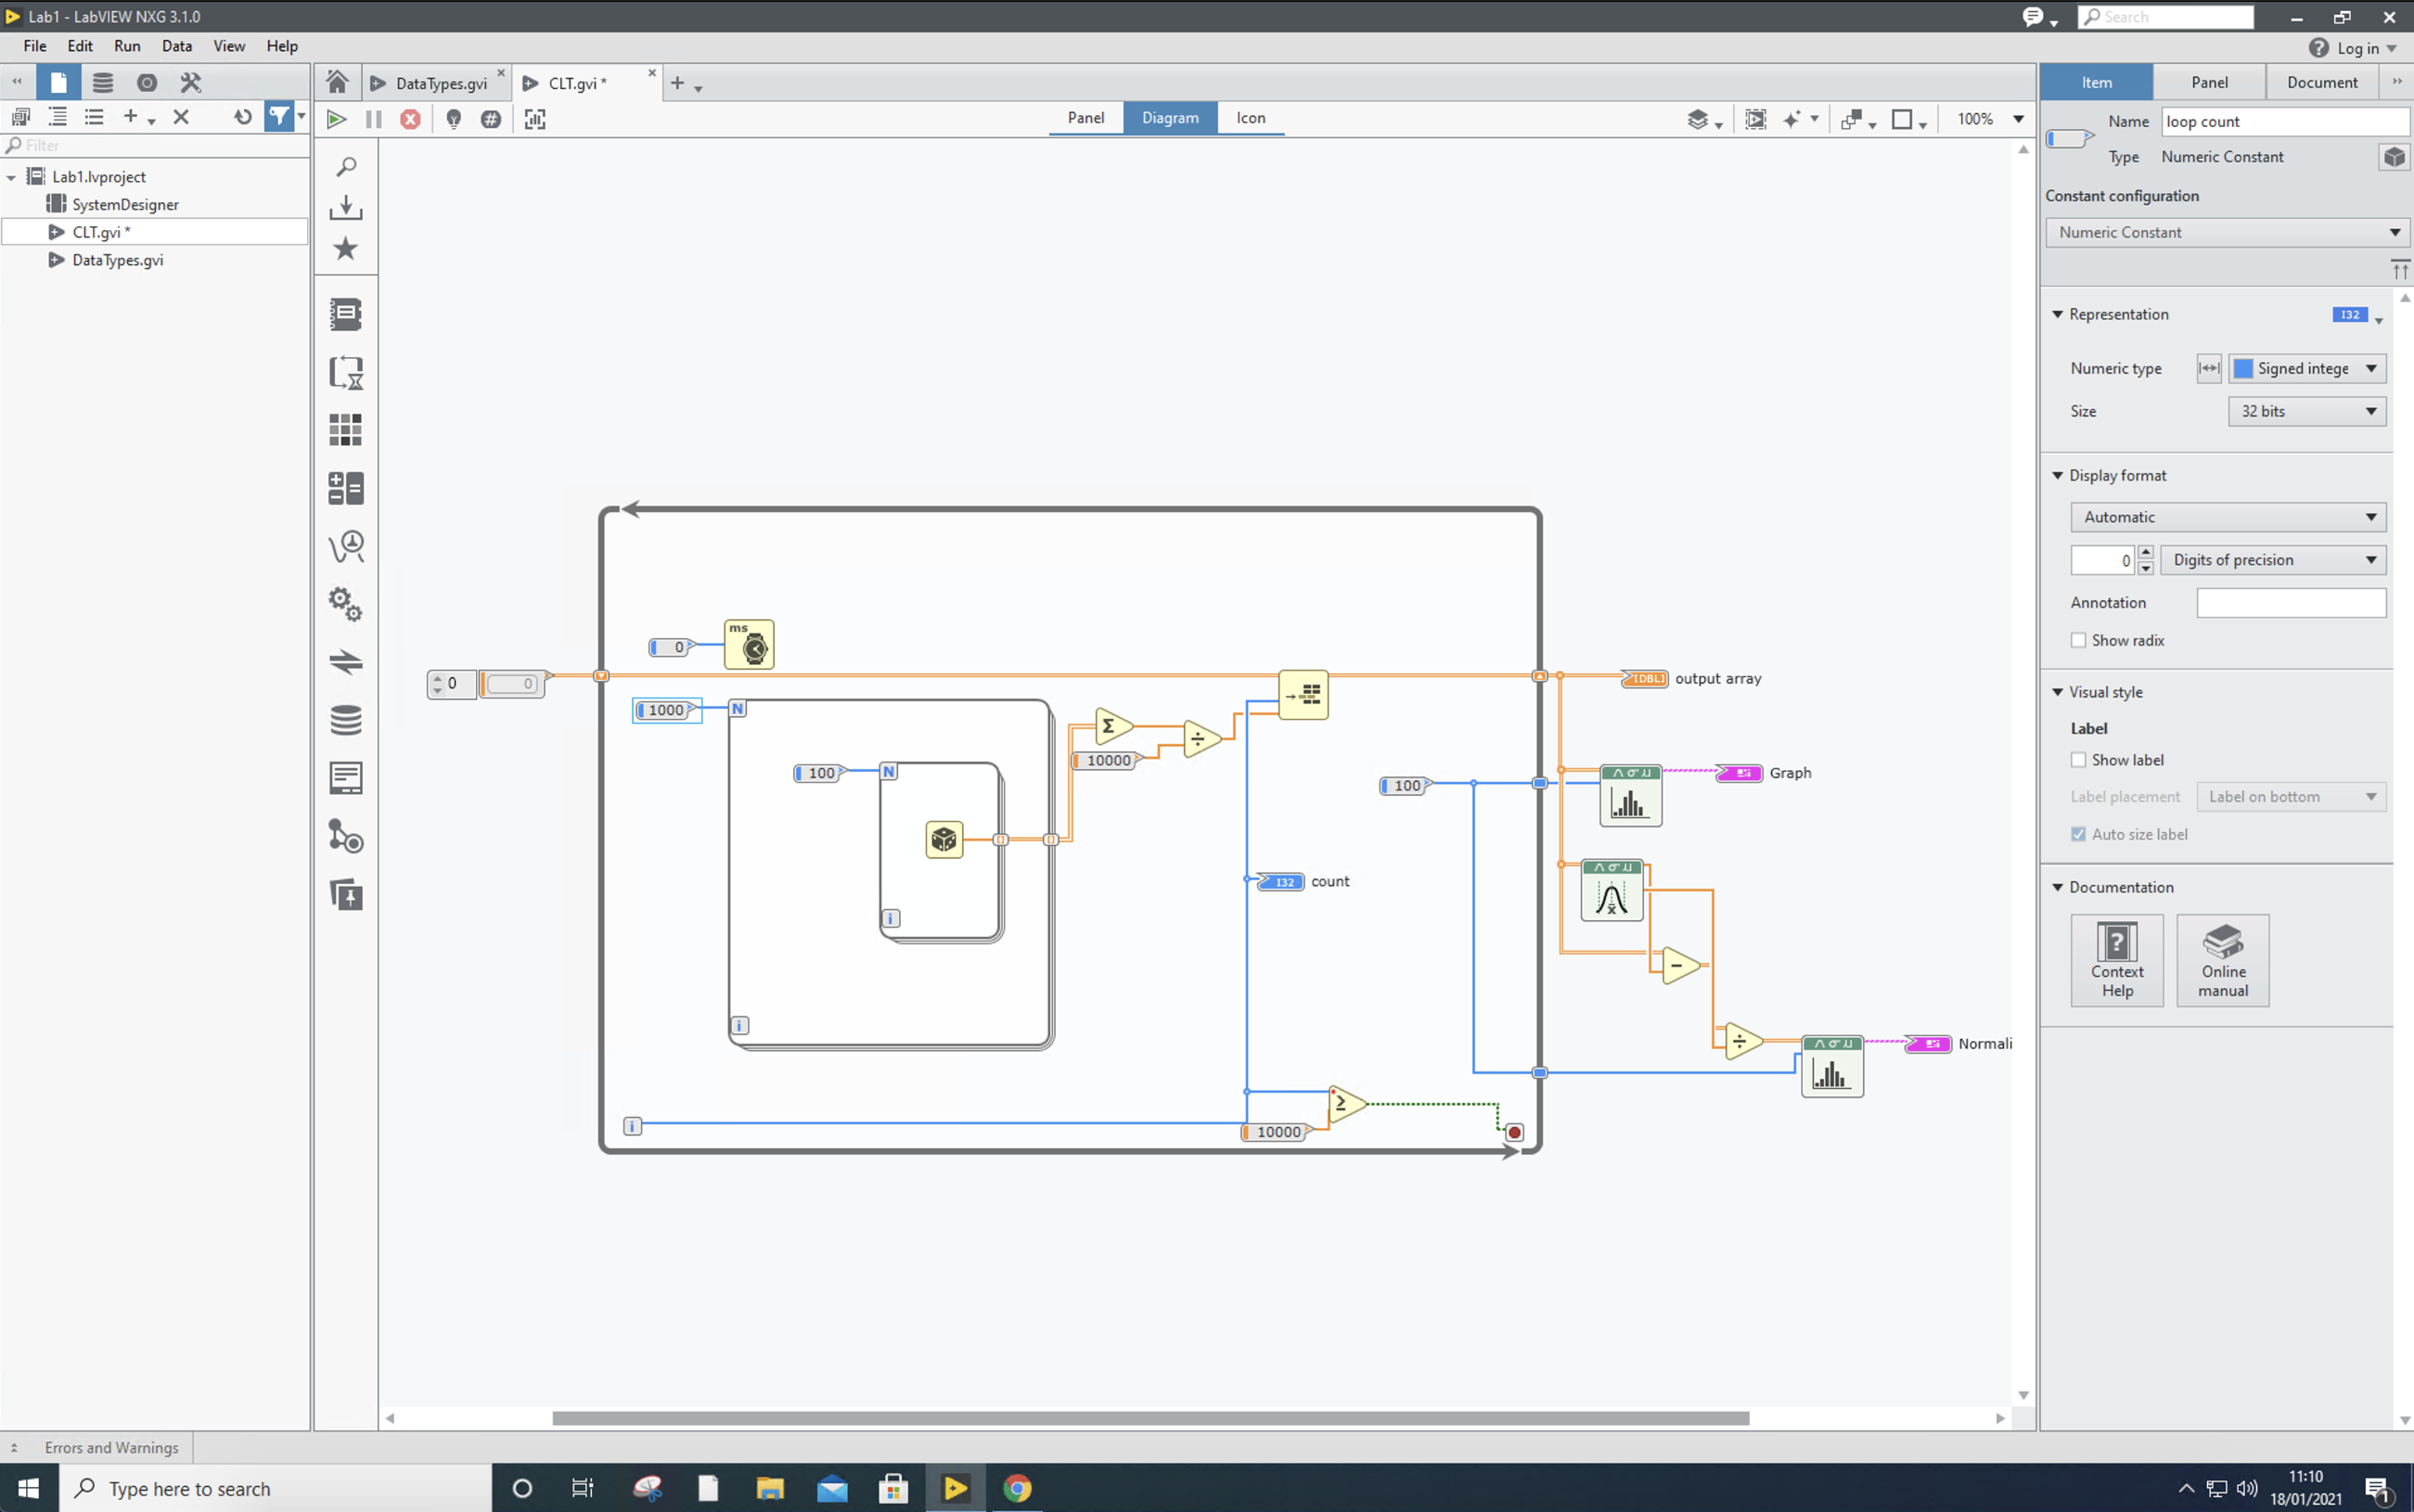 Lab1 - LabVIEW NXG 3.1.0
Search
File Edit Run Data View Help
Log in
DataTypes.gvi
CLT.gvi *
Item Panel Document
Panel Diagram Icon
100%
Name loop count
Type Numeric Constant
Filter
Lab1.lvproject
SystemDesigner
CLT.gvi *
DataTypes.gvi
Constant configuration
Numeric Constant
Representation I32
Numeric type Signed intege
Size 32 bits
Display format
Automatic
0 Digits of precision
Annotation
Show radix
Visual style
Label
Show label
Label placement Label on bottom
Auto size label
Documentation
Context
Help
Online
manual
ms
0
0 0
[DBL] output array
1000 N
Σ
10000
÷
100 N
100
Graph
I32 count
i
-
i
÷
Normali
≥
i
10000
Errors and Warnings
Type here to search
11:10
18/01/2021
1